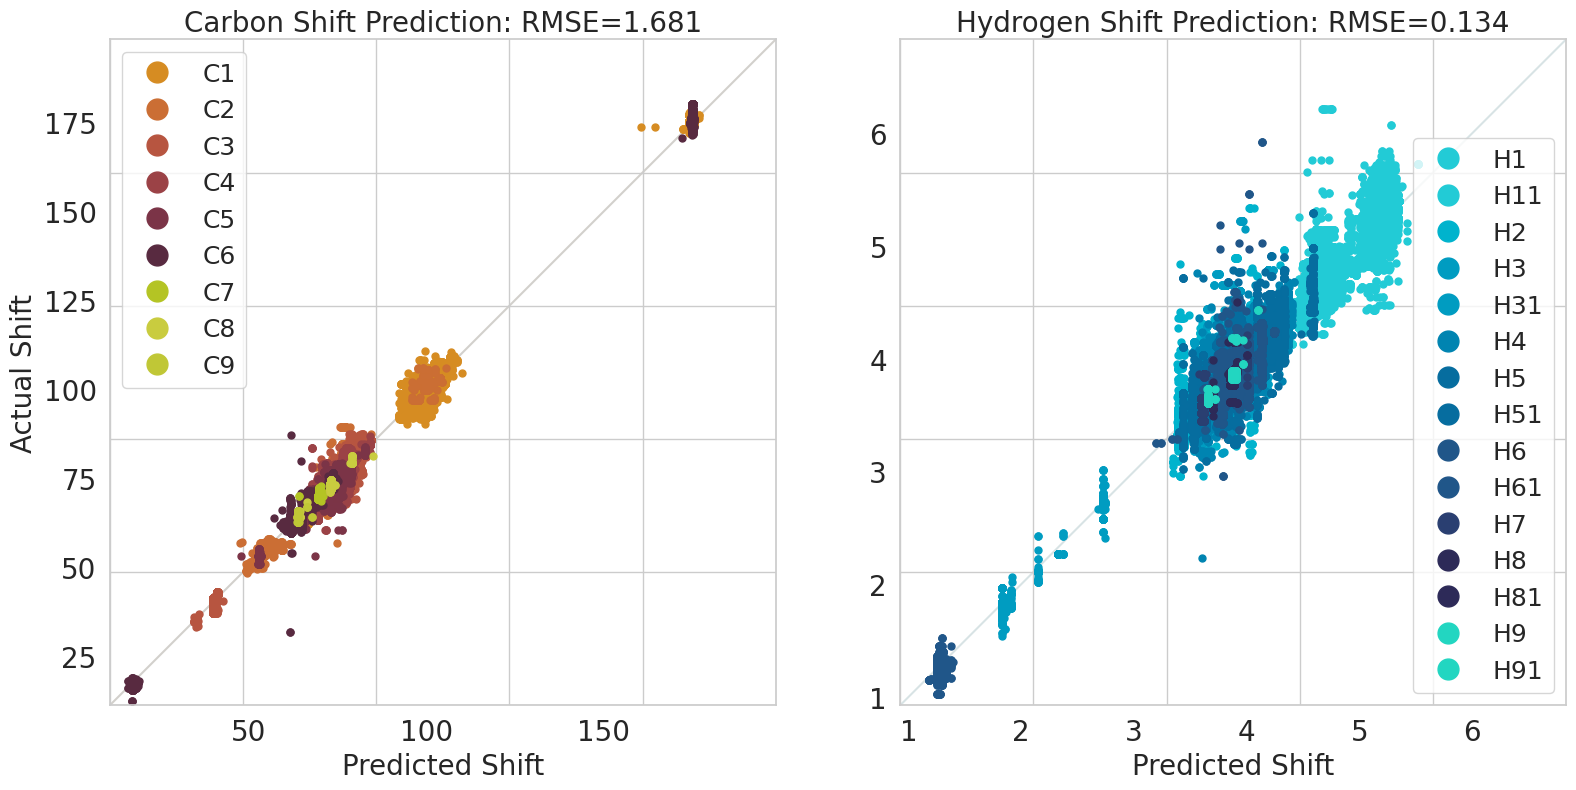 Carbon Shift Prediction: RMSE=1.681
C1
C2
C3
C4
C5
C6
C7
C8
C9
175
150
125
100
75
50
25
50
100
150
Actual Shift
Predicted Shift
Hydrogen Shift Prediction: RMSE=0.134
H1
H11
H2
H3
H31
H4
H5
H51
H6
H61
H7
H8
H81
H9
H91
6
5
4
3
2
1
1
2
3
4
5
6
Predicted Shift